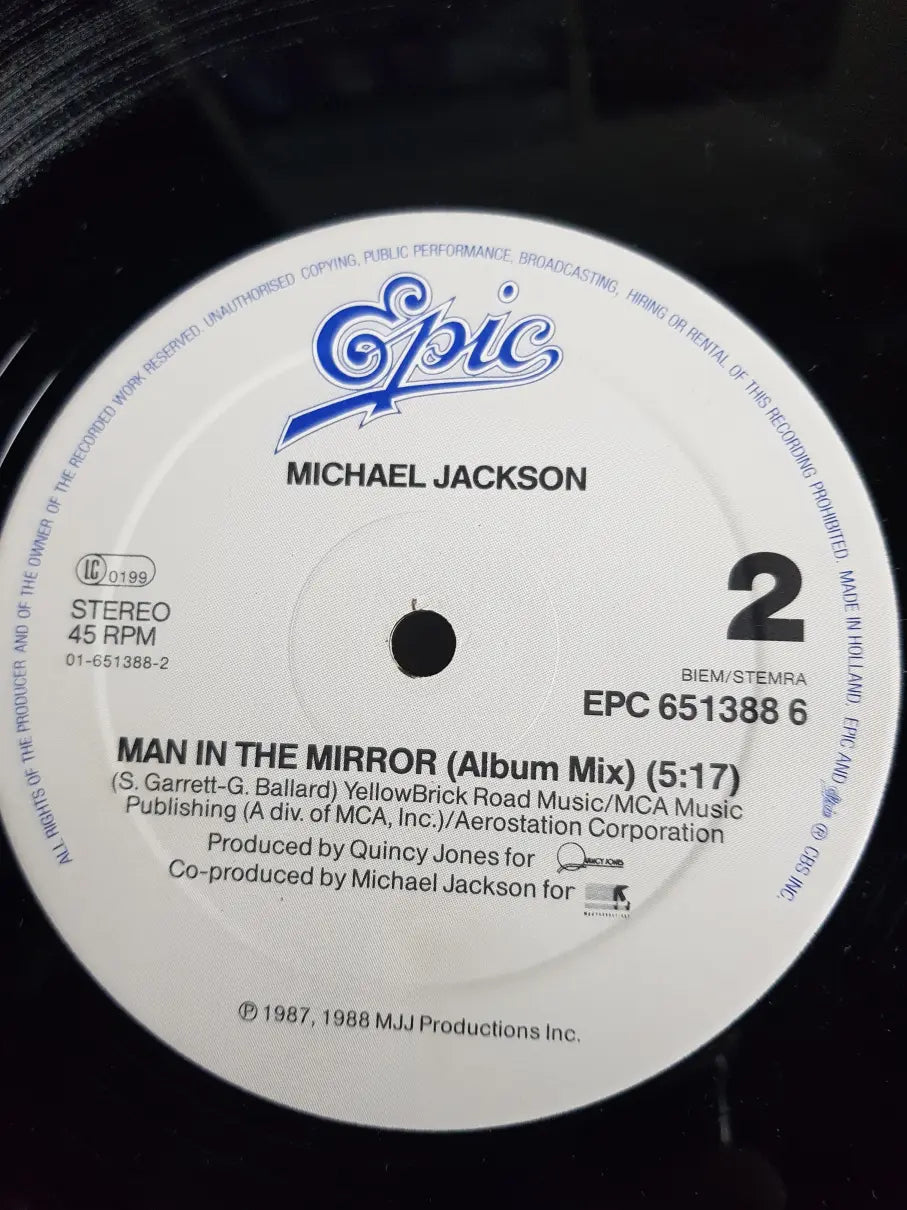 ALL RIGHTS OF THE PRODUCER AND OF THE OWNER OF THE RECORDED WORK RESERVED. UNAUTHORISED COPYING, PUBLIC PERFORMANCE, BROADCASTING, HIRING OR RENTAL OF THIS RECORDING PROHIBITED. MADE IN HOLLAND. EPIC AND Epic ® CBS INC.
Epic
MICHAEL JACKSON
LC 0199
STEREO
45 RPM
01-651388-2
2
BIEM/STEMRA
EPC 651388 6
MAN IN THE MIRROR (Album Mix) (5:17)
(S. Garrett-G. Ballard) YellowBrick Road Music/MCA Music
Publishing (A div. of MCA, Inc.)/Aerostation Corporation
Produced by Quincy Jones for QUINCY JONES
Co-produced by Michael Jackson for
℗ 1987, 1988 MJJ Productions Inc.